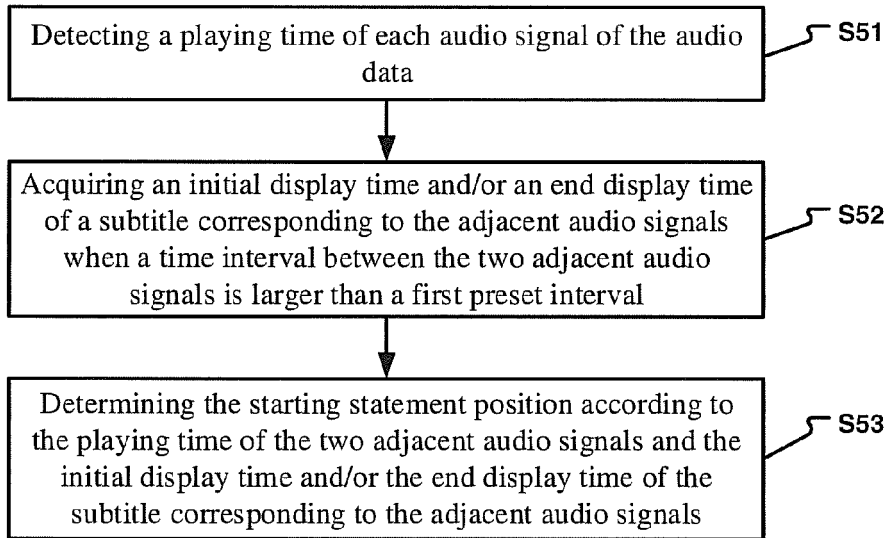 Detecting a playing time of each audio signal of the audio
data
S51
Acquiring an initial display time and/or an end display time
of a subtitle corresponding to the adjacent audio signals
when a time interval between the two adjacent audio
signals is larger than a first preset interval
S52
Determining the starting statement position according to
the playing time of the two adjacent audio signals and the
initial display time and/or the end display time of the
subtitle corresponding to the adjacent audio signals
S53